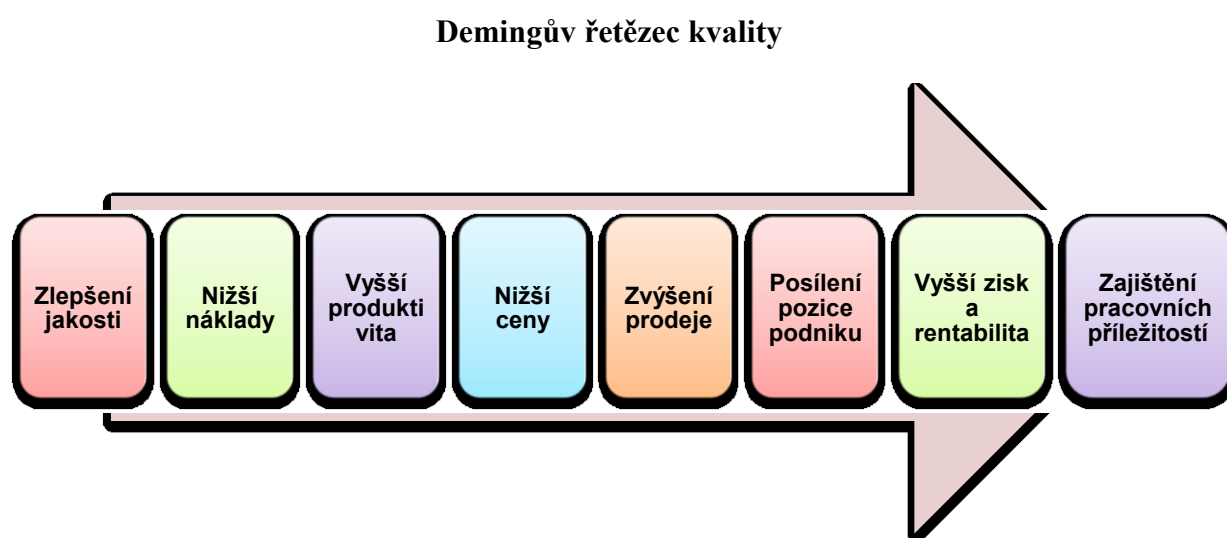 Demingův řetězec kvality
Zlepšení
jakosti
Nižší
náklady
Vyšší
produkti
vita
Nižší
ceny
Zvýšení
prodeje
Posílení
pozice
podniku
Vyšší zisk
a
rentabilita
Zajištění
pracovních
příležitostí